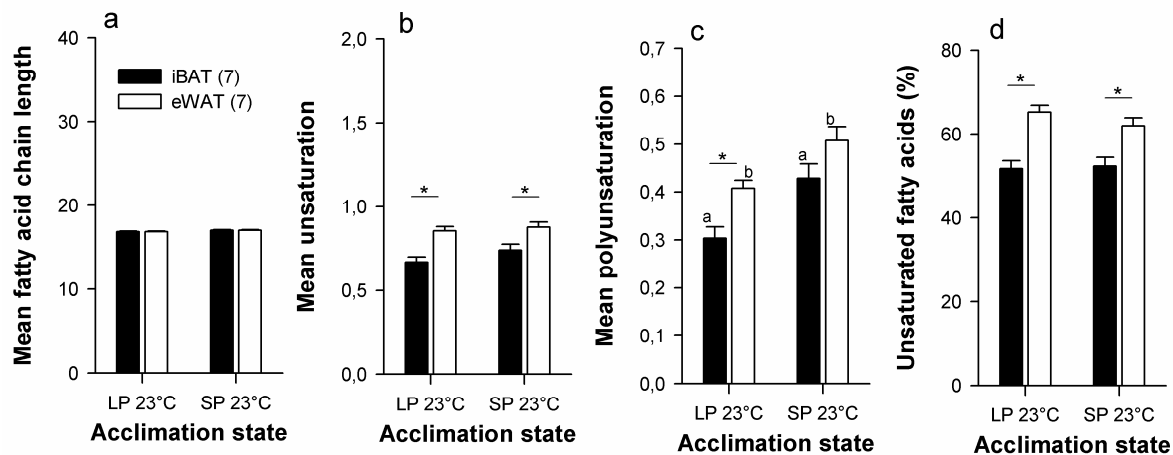 a
Mean fatty acid chain length
40
30
20
10
0
iBAT (7)
eWAT (7)
LP 23°C
SP 23°C
Acclimation state
b
Mean unsaturation
2,0
1,5
1,0
0,5
0,0
*
*
LP 23°C
SP 23°C
Acclimation state
c
Mean polyunsaturation
0,7
0,6
0,5
0,4
0,3
0,2
0,1
0,0
a
*
b
a
b
LP 23°C
SP 23°C
Acclimation state
d
Unsaturated fatty acids (%)
80
60
40
20
0
*
*
LP 23°C
SP 23°C
Acclimation state